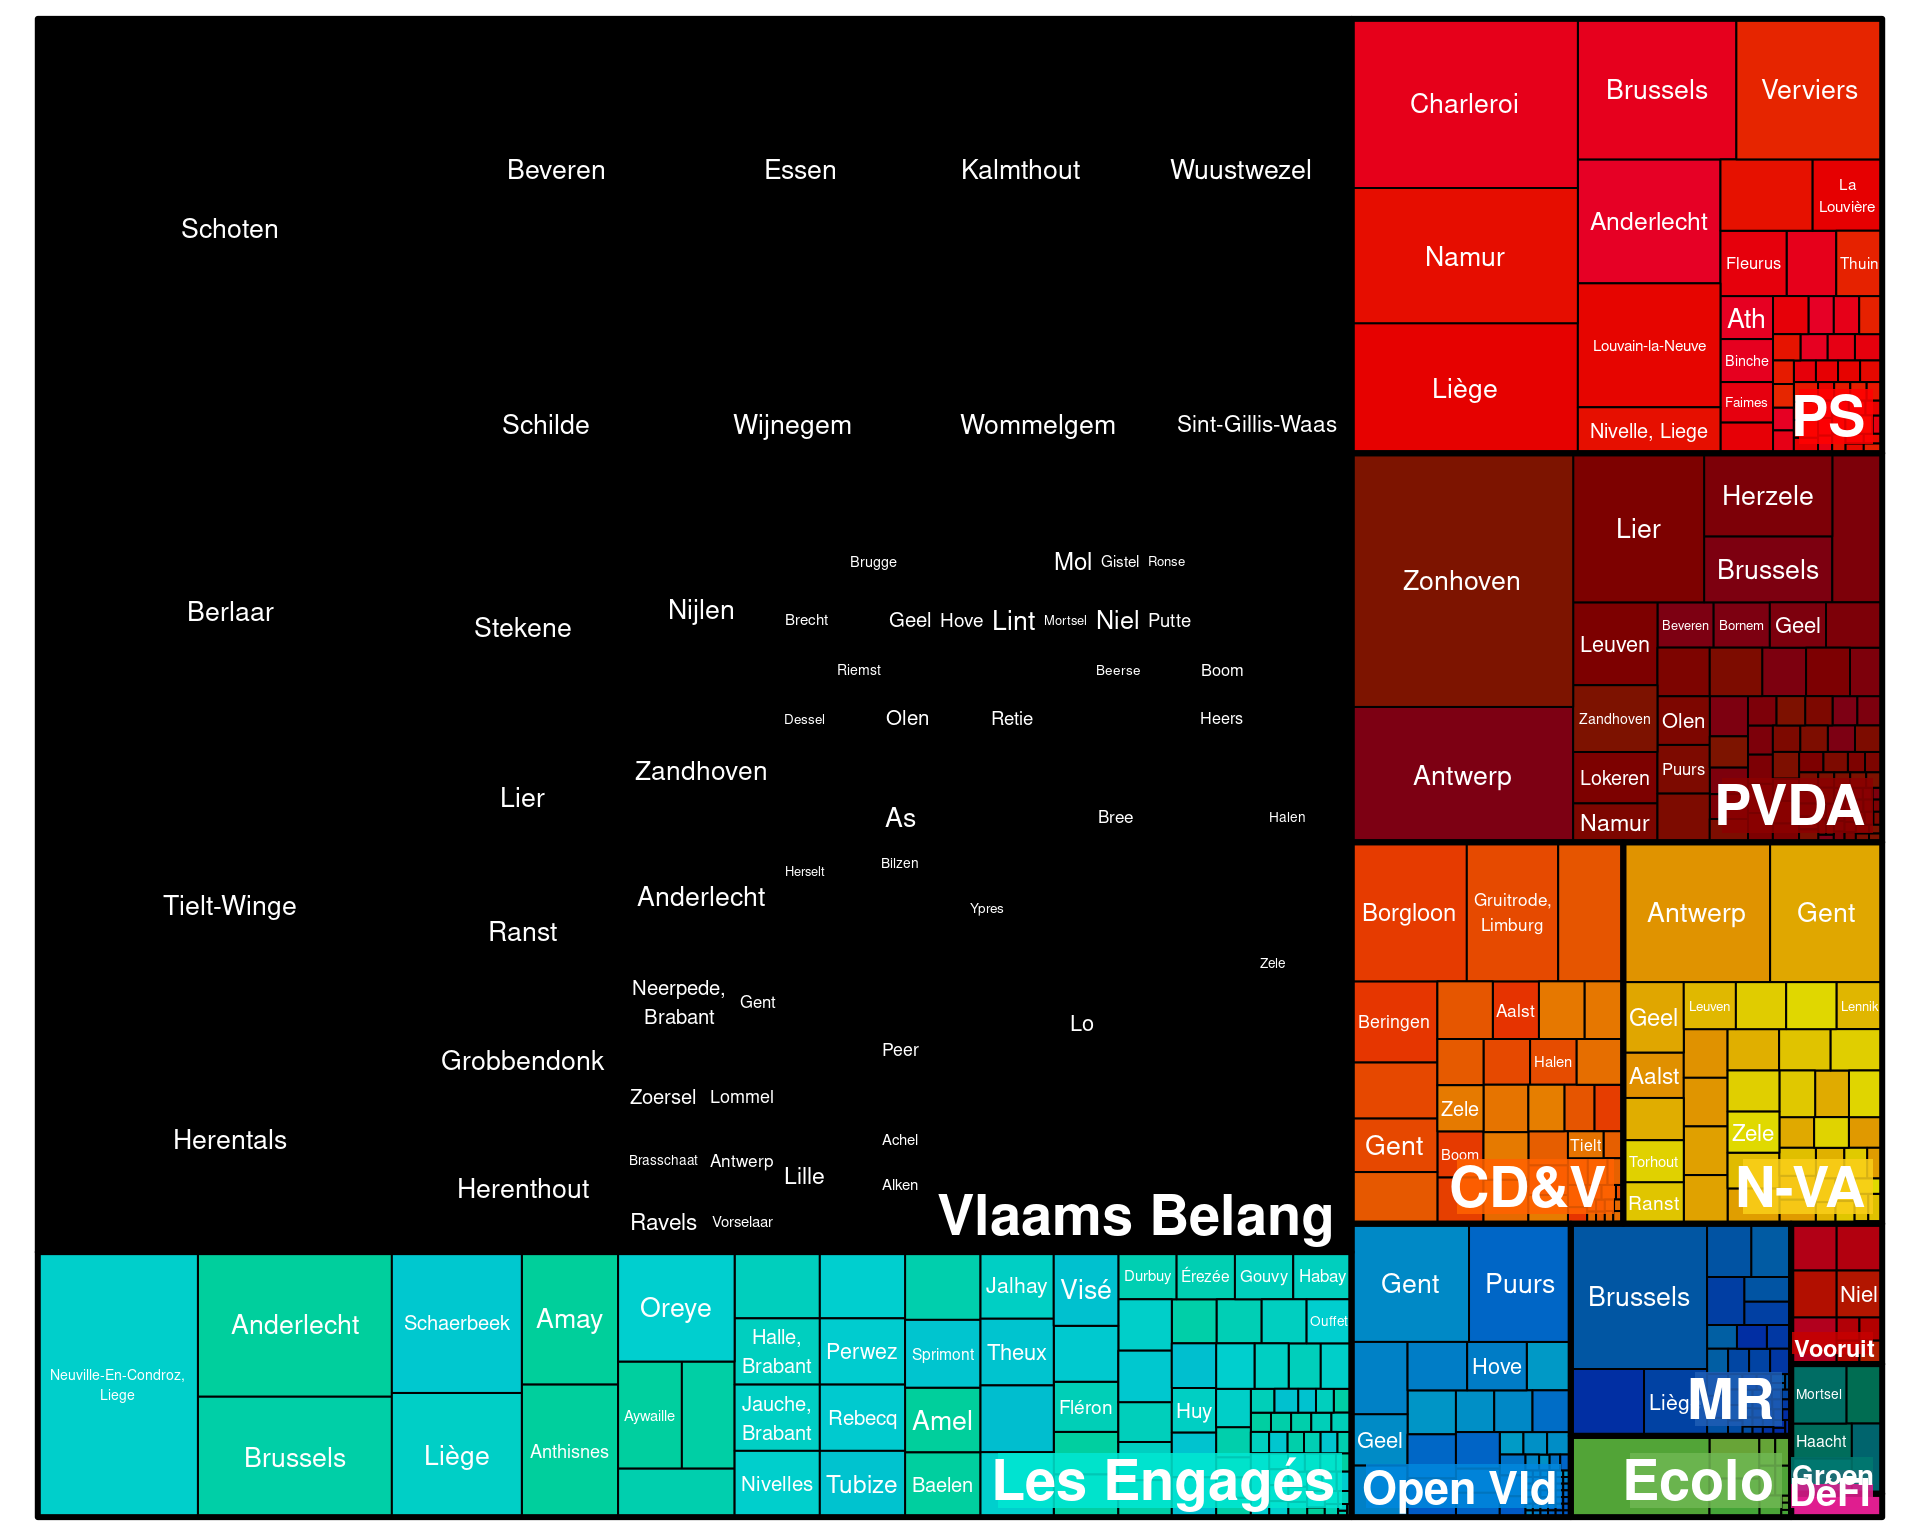 Schoten
Beveren
Essen
Kalmthout
Wuustwezel
Schilde
Wijnegem
Wommelgem
Sint-Gillis-Waas
Berlaar
Stekene
Nijlen
Brugge
Mol
Gistel
Ronse
Brecht
Geel
Hove
Lint
Mortsel
Niel
Putte
Riemst
Beerse
Boom
Dessel
Olen
Retie
Heers
Zandhoven
Lier
As
Bree
Halen
Bilzen
Herselt
Anderlecht
Tielt-Winge
Ranst
Ypres
Zele
Neerpede,
Brabant
Gent
Lo
Peer
Grobbendonk
Zoersel
Lommel
Herentals
Achel
Brasschaat
Antwerp
Lille
Alken
Herenthout
Ravels
Vorselaar
Vlaams Belang
Neuville-En-Condroz,
Liege
Anderlecht
Brussels
Schaerbeek
Liège
Amay
Anthisnes
Oreye
Aywaille
Halle,
Brabant
Jauche,
Brabant
Nivelles
Perwez
Rebecq
Tubize
Sprimont
Amel
Baelen
Jalhay
Theux
Visé
Fléron
Durbuy
Érezée
Gouvy
Habay
Ouffet
Huy
Les Engagés
Charleroi
Namur
Liège
Brussels
Verviers
Anderlecht
La
Louvière
Louvain-la-Neuve
Nivelle, Liege
Fleurus
Thuin
Ath
Binche
Faimes
PS
Zonhoven
Antwerp
Lier
Herzele
Brussels
Leuven
Beveren
Bornem
Geel
Zandhoven
Olen
Lokeren
Puurs
Namur
PVDA
Borgloon
Gruitrode,
Limburg
Beringen
Aalst
Halen
Zele
Gent
Boom
Tielt
CD&V
Antwerp
Gent
Geel
Leuven
Lennik
Aalst
Zele
Torhout
Ranst
N-VA
Gent
Puurs
Hove
Geel
Open Vld
Brussels
Lièg
MR
Ecolo
Niel
Vooruit
Mortsel
Haacht
Groen
DéFI